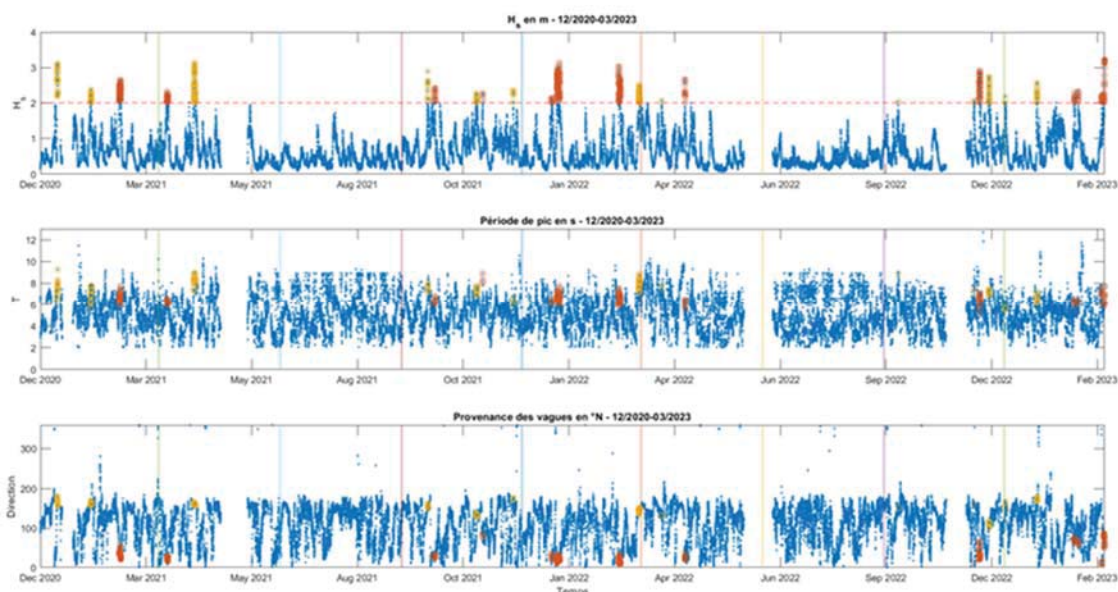 H_s en m - 12/2020-03/2023
H_s
4
3
2
1
0
Dec 2020 Mar 2021 May 2021 Aug 2021 Oct 2021 Jan 2022 Apr 2022 Jun 2022 Sep 2022 Dec 2022 Feb 2023
Période de pic en s - 12/2020-03/2023
T
12
10
8
6
4
2
0
Dec 2020 Mar 2021 May 2021 Aug 2021 Oct 2021 Jan 2022 Apr 2022 Jun 2022 Sep 2022 Dec 2022 Feb 2023
Provenance des vagues en °N - 12/2020-03/2023
Direction
300
200
100
0
Dec 2020 Mar 2021 May 2021 Aug 2021 Oct 2021 Jan 2022 Apr 2022 Jun 2022 Sep 2022 Dec 2022 Feb 2023
Temps